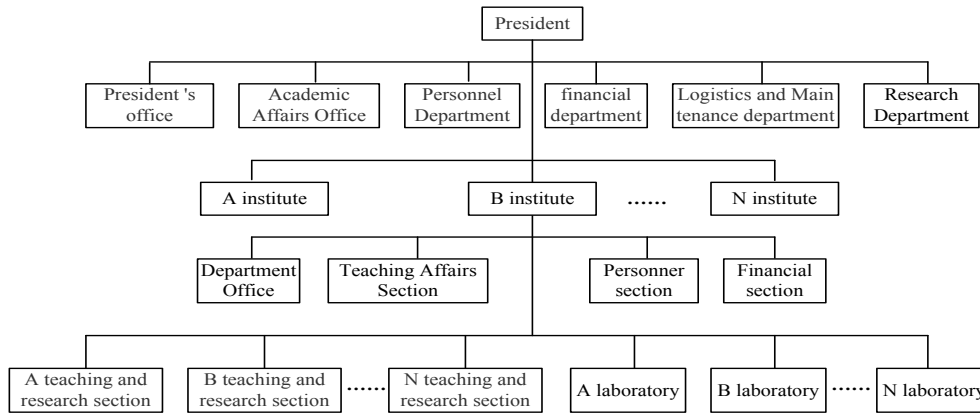 President
President 's
office
Academic
Affairs Office
Personnel
Department
financial
department
Logistics and Main
tenance department
Research
Department
A institute
B institute
......
N institute
Department
Office
Teaching Affairs
Section
Personner
section
Financial
section
A teaching and
research section
B teaching and
research section
......
N teaching and
research section
A laboratory
B laboratory
......
N laboratory